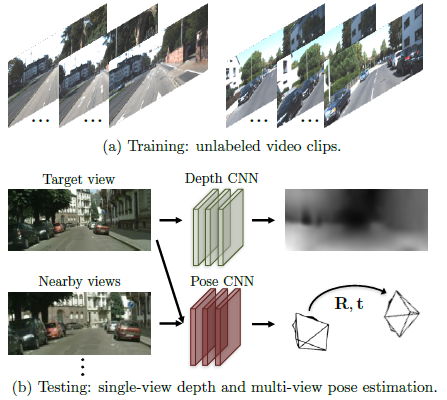 (a) Training: unlabeled video clips.
Target view
Depth CNN
Nearby views
Pose CNN
R, t
(b) Testing: single-view depth and multi-view pose estimation.